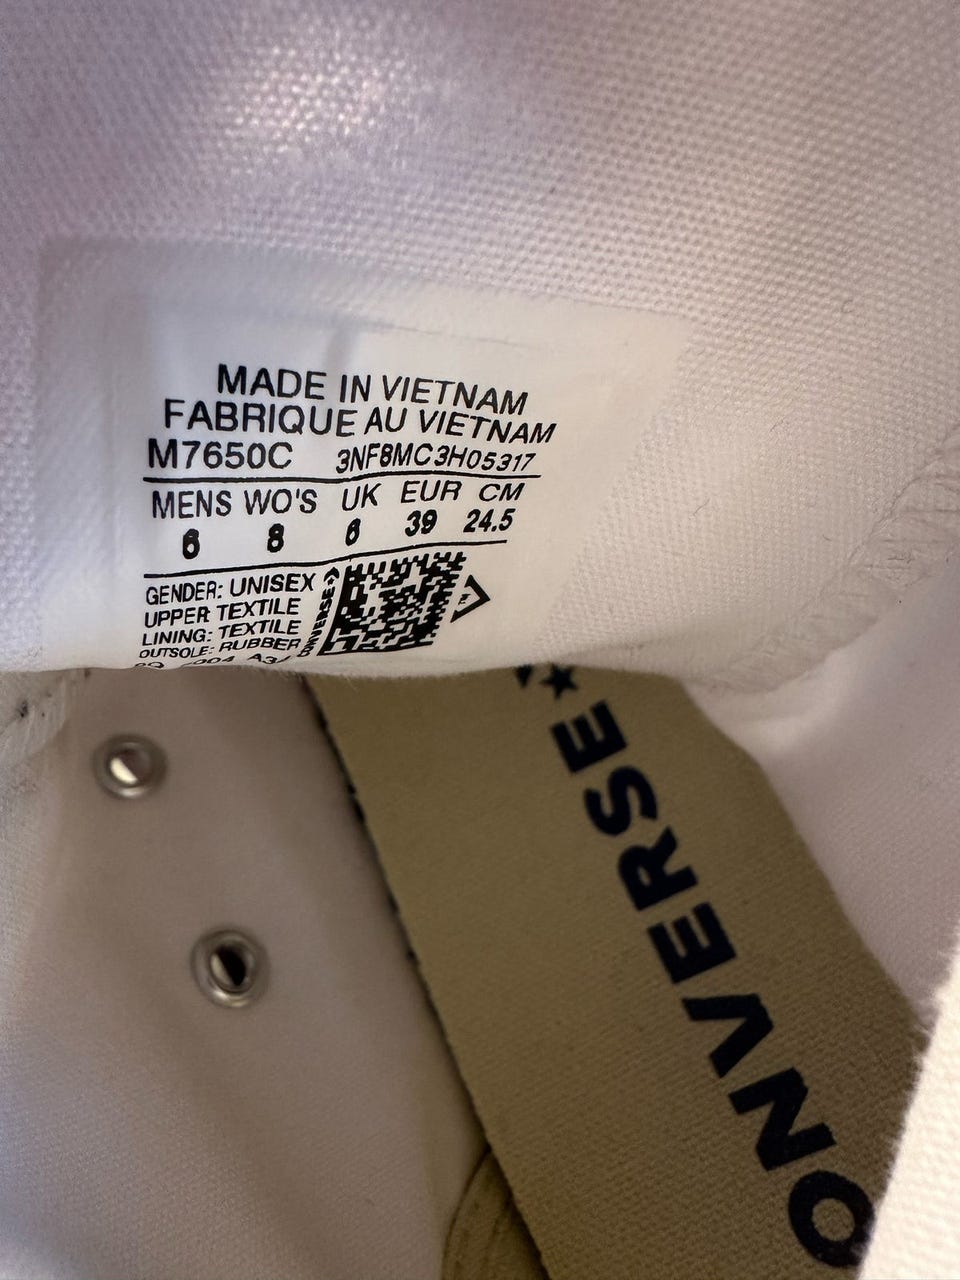 MADE IN VIETNAM
FABRIQUE AU VIETNAM
M7650C 3NF8MC3H05317
MENS WO'S UK EUR CM
6 8 6 39 24.5
GENDER: UNISEX
UPPER: TEXTILE
LINING: TEXTILE
OUTSOLE: RUBBER
CONVERSE
CONVERSE